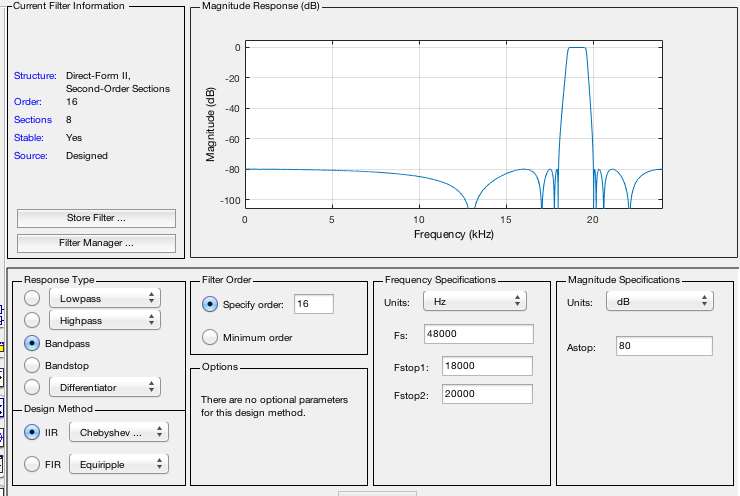 Current Filter Information
Structure: Direct-Form II,
Second-Order Sections
Order: 16
Sections 8
Stable: Yes
Source: Designed
Store Filter ...
Filter Manager ...
Magnitude Response (dB)
Magnitude (dB)
0
-20
-40
-60
-80
-100
0 5 10 15 20
Frequency (kHz)
Response Type
Lowpass
Highpass
Bandpass
Bandstop
Differentiator
Design Method
IIR Chebyshev ...
FIR Equiripple
Filter Order
Specify order: 16
Minimum order
Options
There are no optional parameters
for this design method.
Frequency Specifications
Units: Hz
Fs: 48000
Fstop1: 18000
Fstop2: 20000
Magnitude Specifications
Units: dB
Astop: 80